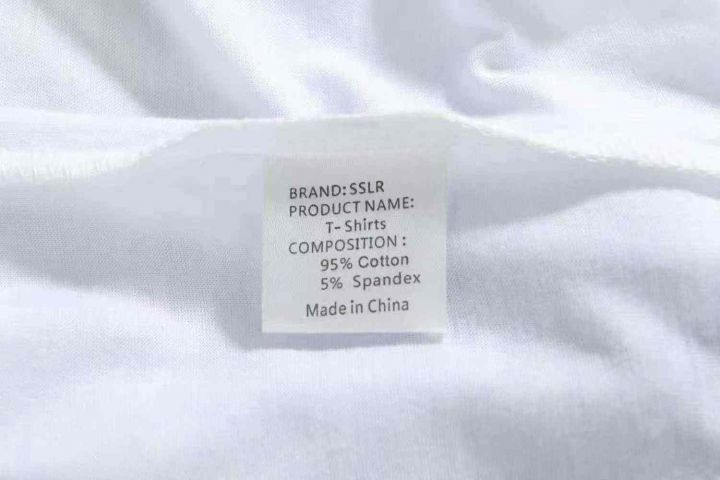 BRAND: SSLR
PRODUCT NAME:
T- Shirts
COMPOSITION :
95% Cotton
5% Spandex
Made in China